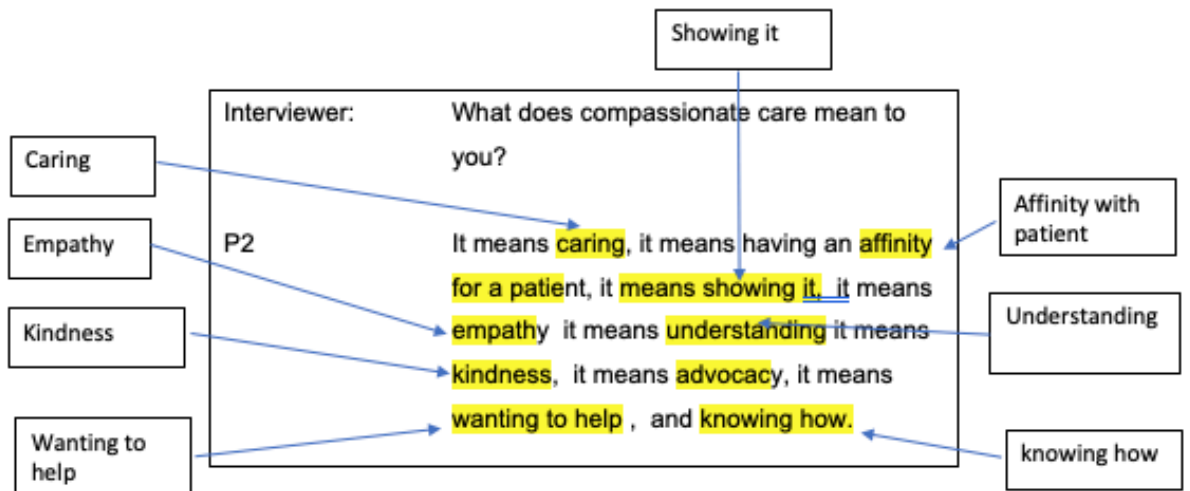 Showing it
Interviewer: What does compassionate care mean to
you?
Caring
Affinity with
patient
Empathy
P2 It means caring, it means having an affinity
for a patient, it means showing it,  it means
empathy  it means understanding it means
kindness,  it means advocacy, it means
wanting to help ,  and knowing how.
Understanding
Kindness
Wanting to
help
knowing how